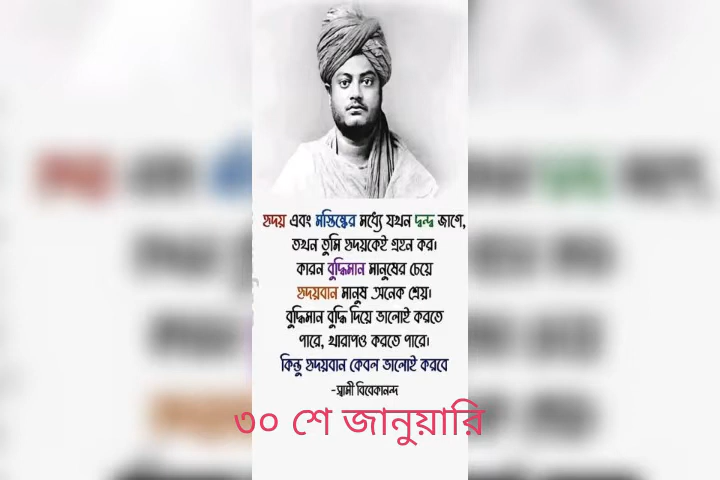 হৃদয় এবং মস্তিষ্কের মধ্যে যখন দ্বন্দ্ব জাগে,
তখন তুমি হৃদয়কেই গ্রহন কর।
কারন বুদ্ধিমান মানুষের চেয়ে
হৃদয়বান মানুষ অনেক শ্রেয়।
বুদ্ধিমান বুদ্ধি দিয়ে ভালোই করতে
পারে, খারাপও করতে পারে।
কিন্তু হৃদয়বান কেবল ভালোই করবে
-স্বামী বিবেকানন্দ
৩০ শে জানুয়ারি